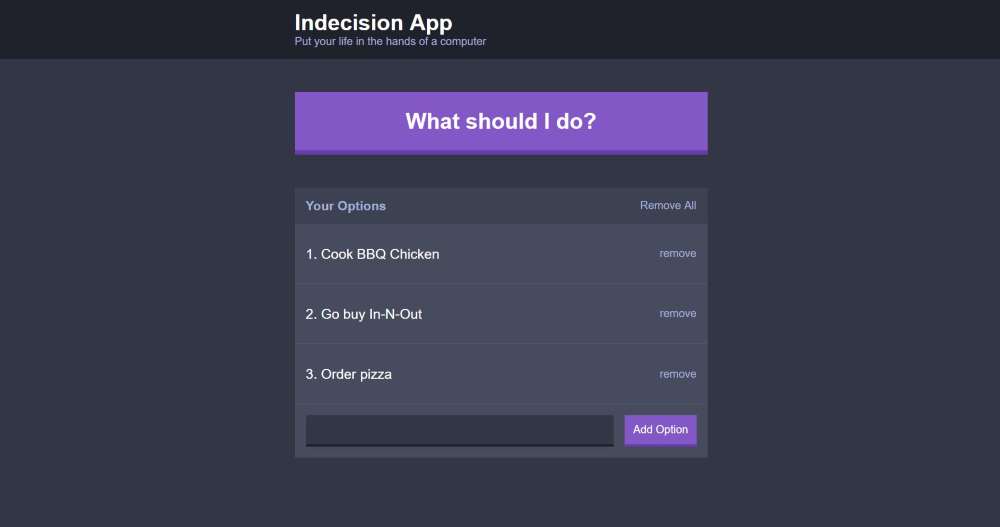 Indecision App
Put your life in the hands of a computer
What should I do?
Your Options Remove All
1. Cook BBQ Chicken remove
2. Go buy In-N-Out remove
3. Order pizza remove
Add Option